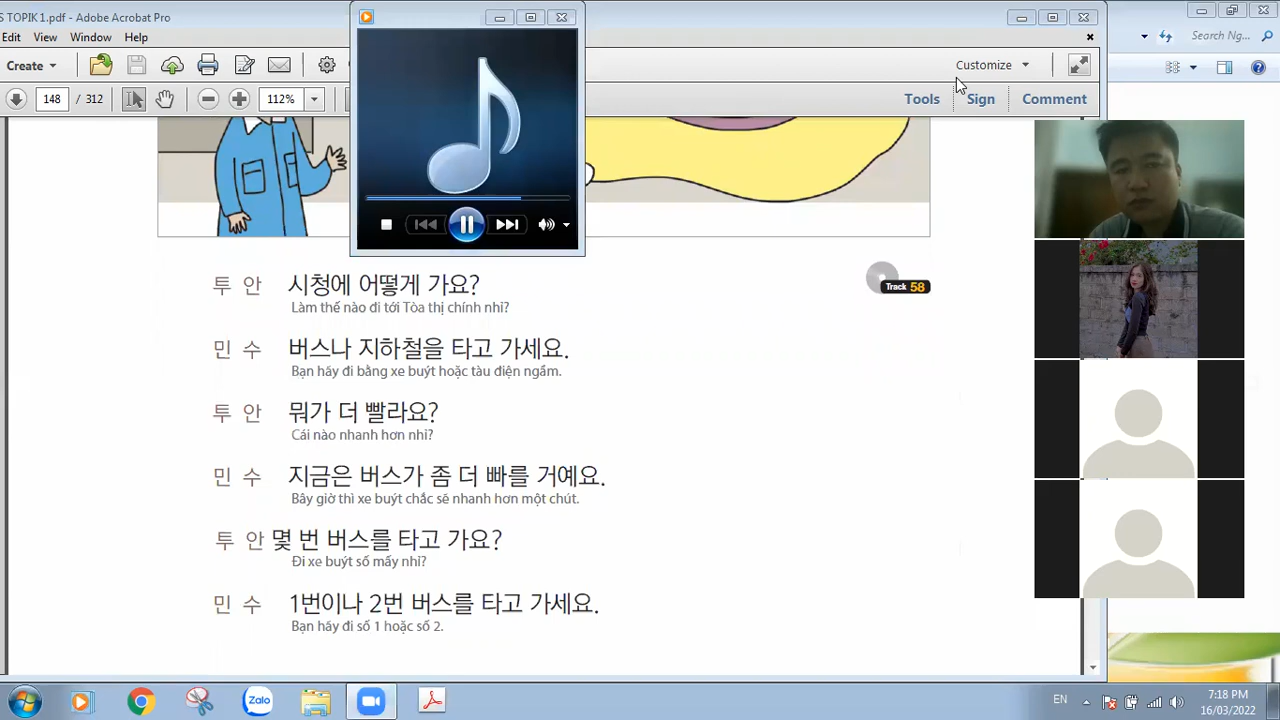 S TOPIK 1.pdf - Adobe Acrobat Pro
Edit View Window Help
Search Ng...
Create
Customize
148 / 312
112%
Tools
Sign
Comment
투 안 시청에 어떻게 가요?
Làm thế nào đi tới Tòa thị chính nhỉ?
Track 58
민 수 버스나 지하철을 타고 가세요.
Bạn hãy đi bằng xe buýt hoặc tàu điện ngầm.
투 안 뭐가 더 빨라요?
Cái nào nhanh hơn nhỉ?
민 수 지금은 버스가 좀 더 빠를 거예요.
Bây giờ thì xe buýt chắc sẽ nhanh hơn một chút.
투 안 몇 번 버스를 타고 가요?
Đi xe buýt số mấy nhỉ?
민 수 1번이나 2번 버스를 타고 가세요.
Bạn hãy đi số 1 hoặc số 2.
Zalo
EN
7:18 PM
16/03/2022